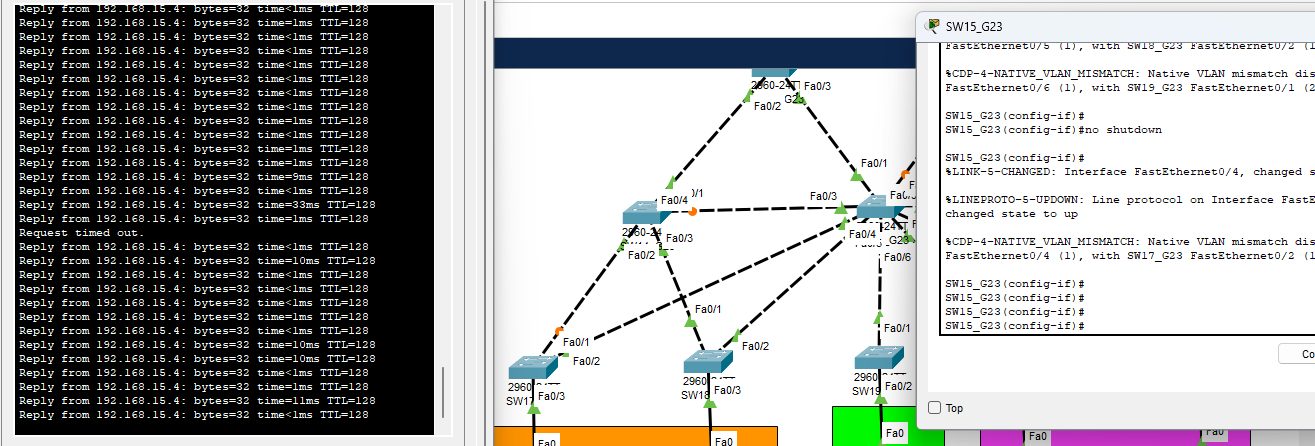 Reply from 192.168.15.4: bytes=32 time<1ms TTL=128
Reply from 192.168.15.4: bytes=32 time<1ms TTL=128
Reply from 192.168.15.4: bytes=32 time<1ms TTL=128
Reply from 192.168.15.4: bytes=32 time<1ms TTL=128
Reply from 192.168.15.4: bytes=32 time<1ms TTL=128
Reply from 192.168.15.4: bytes=32 time<1ms TTL=128
Reply from 192.168.15.4: bytes=32 time<1ms TTL=128
Reply from 192.168.15.4: bytes=32 time<1ms TTL=128
Reply from 192.168.15.4: bytes=32 time=8ms TTL=128
Reply from 192.168.15.4: bytes=32 time<1ms TTL=128
Reply from 192.168.15.4: bytes=32 time<1ms TTL=128
Reply from 192.168.15.4: bytes=32 time<1ms TTL=128
Reply from 192.168.15.4: bytes=32 time=9ms TTL=128
Reply from 192.168.15.4: bytes=32 time<1ms TTL=128
Reply from 192.168.15.4: bytes=32 time=33ms TTL=128
Reply from 192.168.15.4: bytes=32 time=1ms TTL=128
Request timed out.
Reply from 192.168.15.4: bytes=32 time<1ms TTL=128
Reply from 192.168.15.4: bytes=32 time=10ms TTL=128
Reply from 192.168.15.4: bytes=32 time<1ms TTL=128
Reply from 192.168.15.4: bytes=32 time=1ms TTL=128
Reply from 192.168.15.4: bytes=32 time<1ms TTL=128
Reply from 192.168.15.4: bytes=32 time<1ms TTL=128
Reply from 192.168.15.4: bytes=32 time<1ms TTL=128
Reply from 192.168.15.4: bytes=32 time=10ms TTL=128
Reply from 192.168.15.4: bytes=32 time=10ms TTL=128
Reply from 192.168.15.4: bytes=32 time<1ms TTL=128
Reply from 192.168.15.4: bytes=32 time=1ms TTL=128
Reply from 192.168.15.4: bytes=32 time=11ms TTL=128
Reply from 192.168.15.4: bytes=32 time<1ms TTL=128
Fa0/3
Fa0/2
Fa0/1
Fa0/4
Fa0/3
Fa0/3
Fa0/2
Fa0/4
Fa0/6
Fa0/1
Fa0/2
Fa0/1
Fa0/2
Fa0/1
SW17
Fa0/3
SW18
Fa0/3
SW19
Fa0/2
Fa0
Fa0
Fa0
Fa0
Fa0
SW15_G23
FastEthernet0/5 (1), with SW18_G23 FastEthernet0/2 (1
%CDP-4-NATIVE_VLAN_MISMATCH: Native VLAN mismatch dis
FastEthernet0/6 (1), with SW19_G23 FastEthernet0/1 (2
SW15_G23(config-if)#
SW15_G23(config-if)#no shutdown
SW15_G23(config-if)#
%LINK-5-CHANGED: Interface FastEthernet0/4, changed s
%LINEPROTO-5-UPDOWN: Line protocol on Interface FastE
changed state to up
%CDP-4-NATIVE_VLAN_MISMATCH: Native VLAN mismatch dis
FastEthernet0/4 (1), with SW17_G23 FastEthernet0/2 (1
SW15_G23(config-if)#
SW15_G23(config-if)#
SW15_G23(config-if)#
SW15_G23(config-if)#
Co
Top